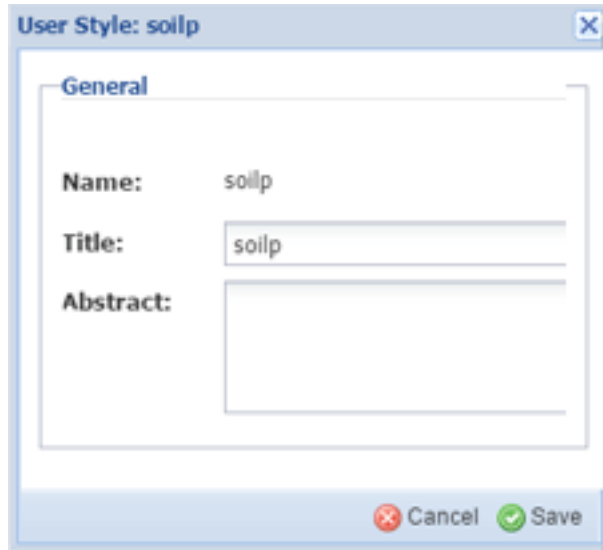 User Style: soilp
General
Name: soilp
Title: soilp
Abstract:
Cancel Save